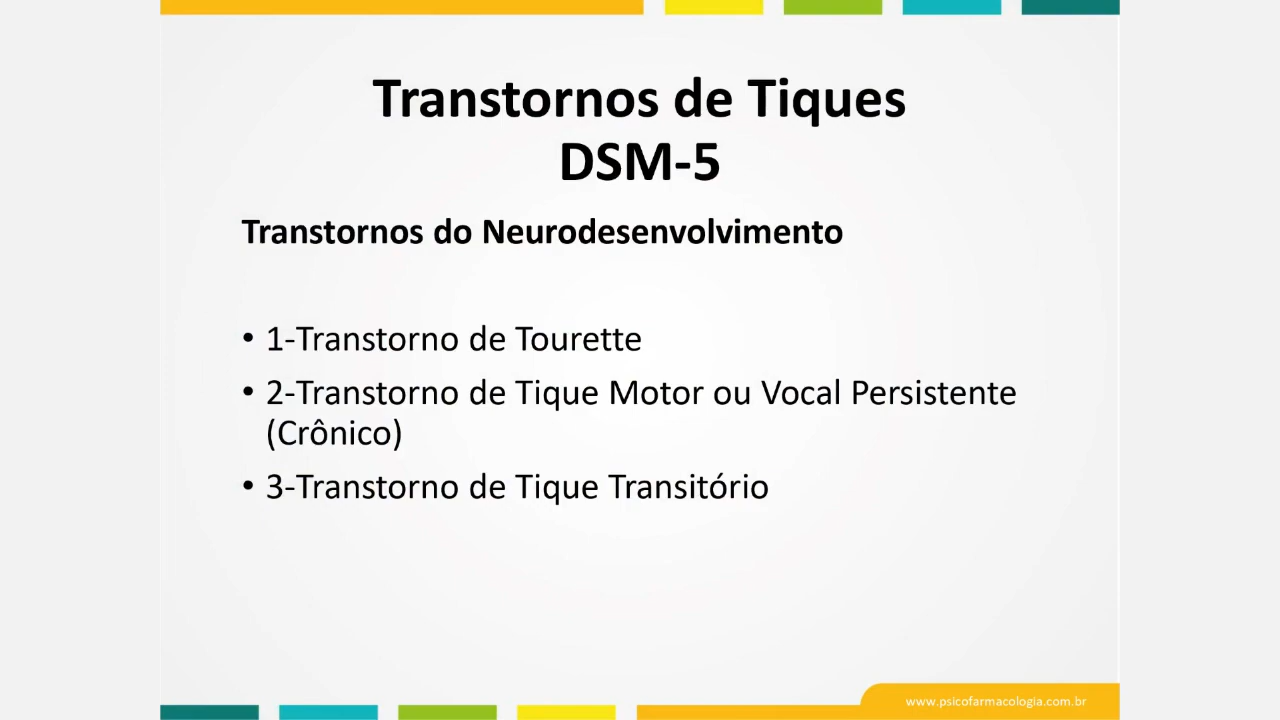 Transtornos de Tiques
DSM-5
Transtornos do Neurodesenvolvimento
• 1-Transtorno de Tourette
• 2-Transtorno de Tique Motor ou Vocal Persistente
(Crônico)
• 3-Transtorno de Tique Transitório
www.psicofarmacologia.com.br